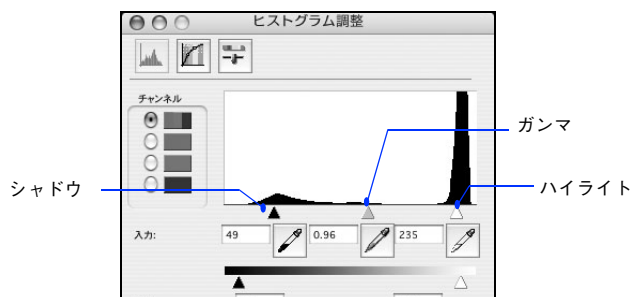 ヒストグラム調整
チャンネル
ガンマ
シャドウ
ハイライト
入力:
49
0.96
235